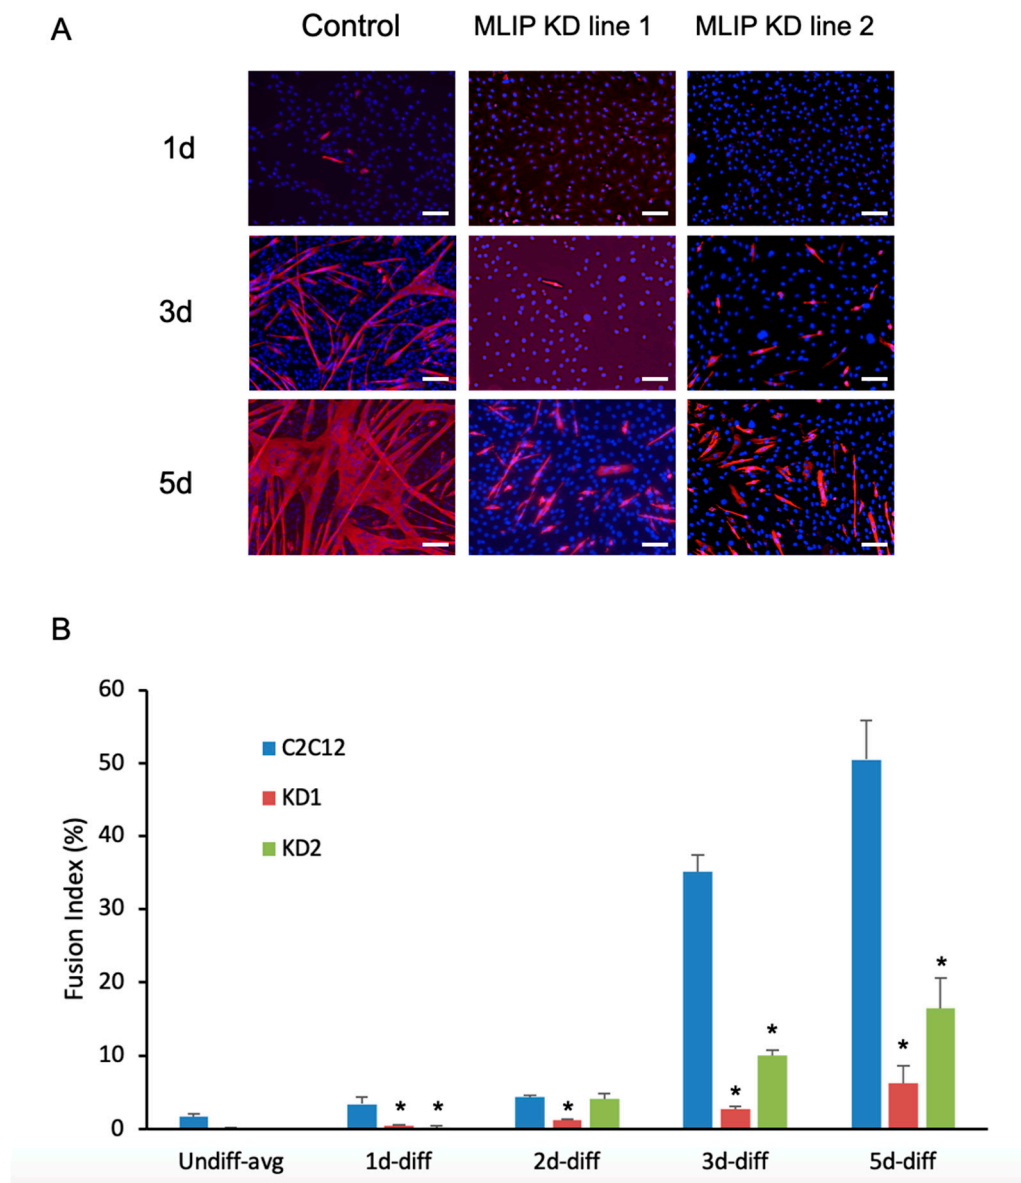 A
Control MLIP KD line 1 MLIP KD line 2
1d
3d
5d
B
60
50
40
30
20
10
0
Fusion Index (%)
C2C12
KD1
KD2
* * * * * * *
Undiff-avg 1d-diff 2d-diff 3d-diff 5d-diff